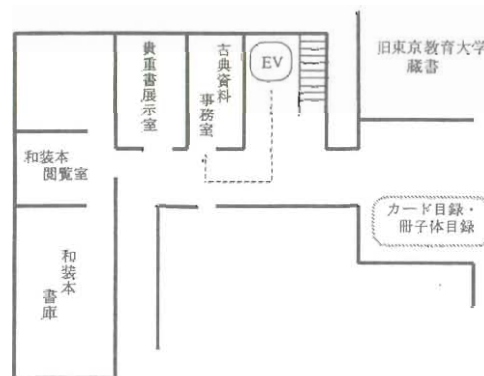 貴重書展示室
古典資料
事務室
EV
旧東京教育大学
蔵書
和装本
閲覧室
カード目録・
冊子体目録
和装本
書庫